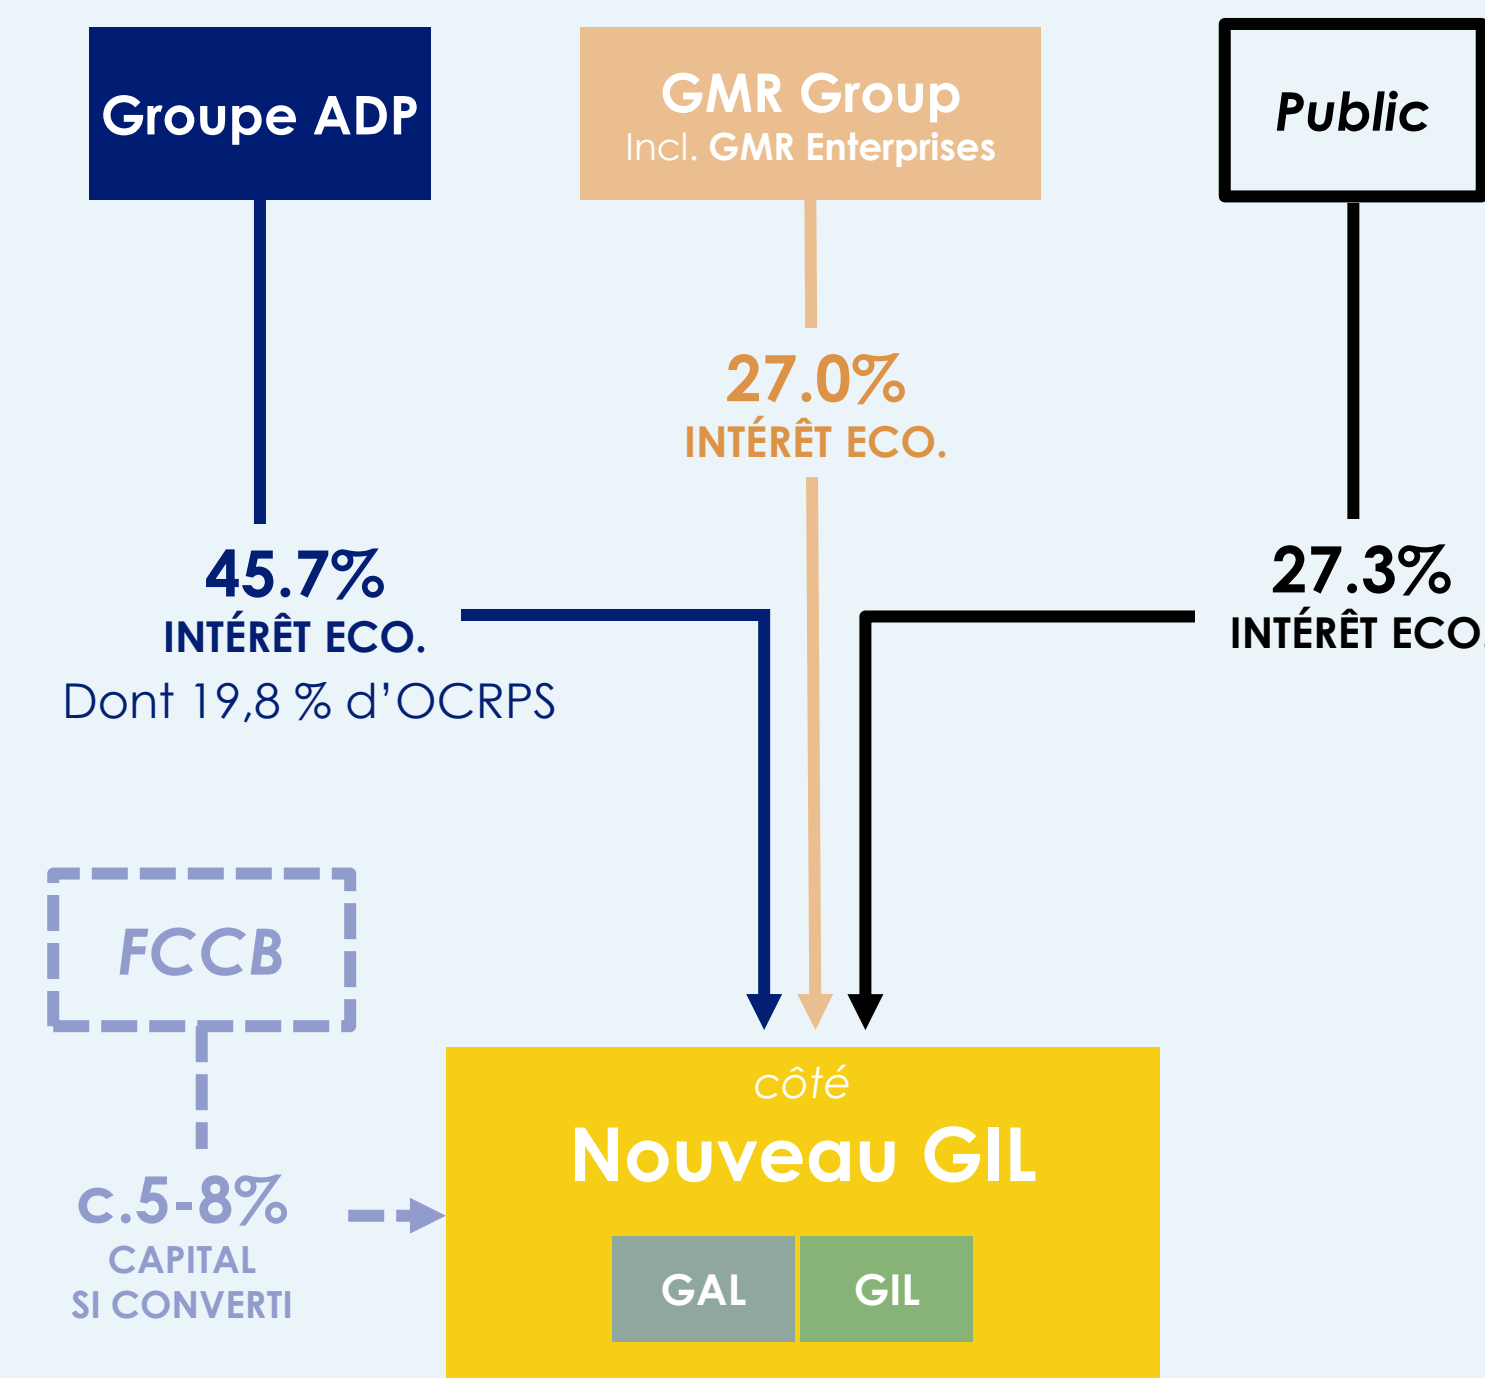 Groupe ADP
GMR Group
Incl. GMR Enterprises
Public
27.0%
INTÉRÊT ECO.
45.7%
INTÉRÊT ECO.
Dont 19,8 % d’OCRPS
27.3%
INTÉRÊT ECO.
FCCB
c.5-8%
CAPITAL
SI CONVERTI
côté
Nouveau GIL
GAL
GIL